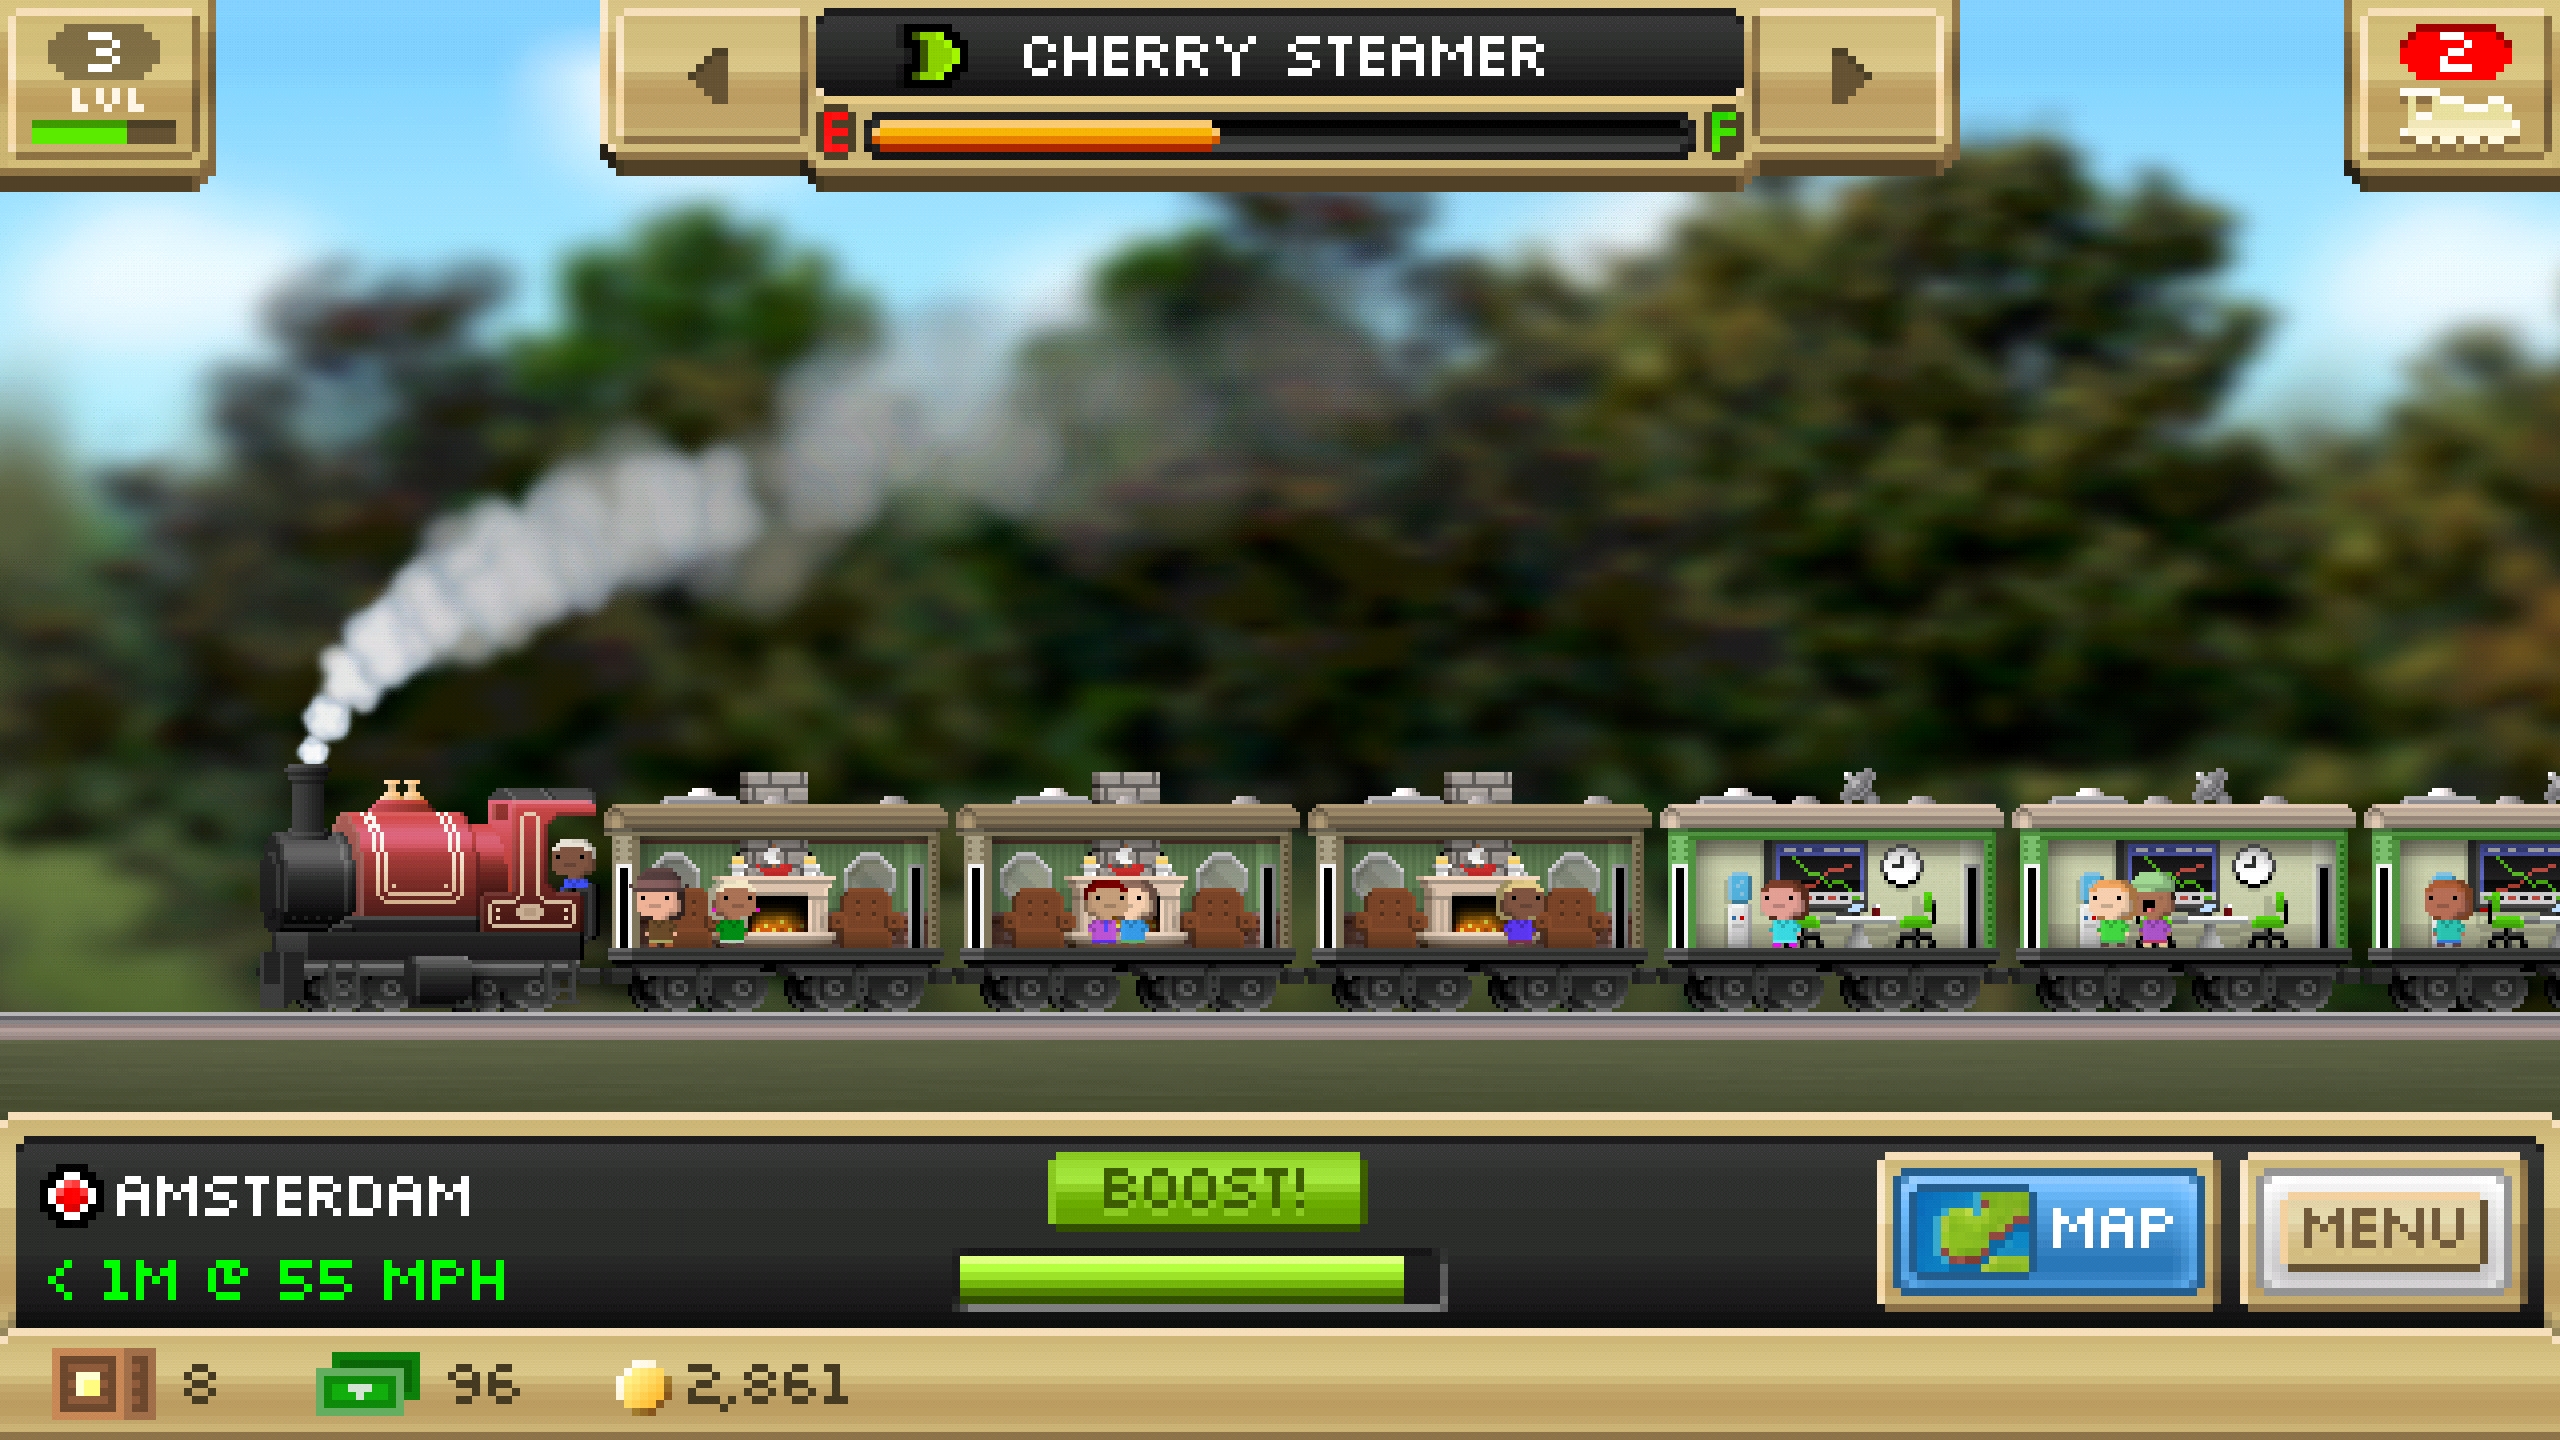 3
LVL
CHERRY STEAMER
E F
2
AMSTERDAM
< 1M @ 55 MPH
BOOST!
MAP
MENU
8 96 2,861